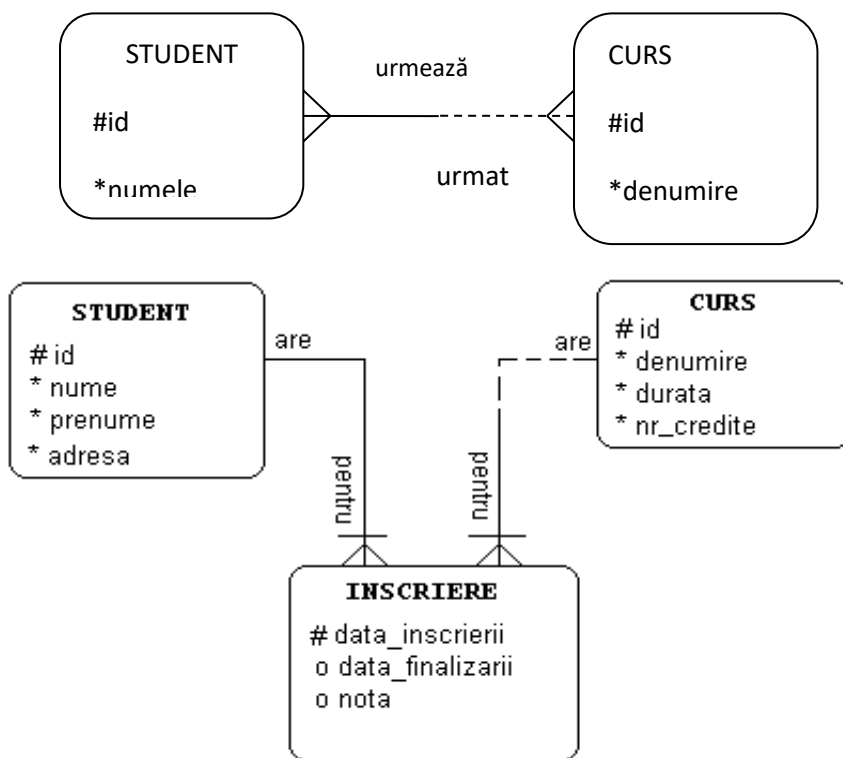 STUDENT
#id
*numele
urmează
urmat
CURS
#id
*denumire
STUDENT
# id
* nume
* prenume
* adresa
are
pentru
CURS
# id
* denumire
* durata
* nr_credite
are
pentru
INSCRIERE
# data_inscrierii
o data_finalizarii
o nota